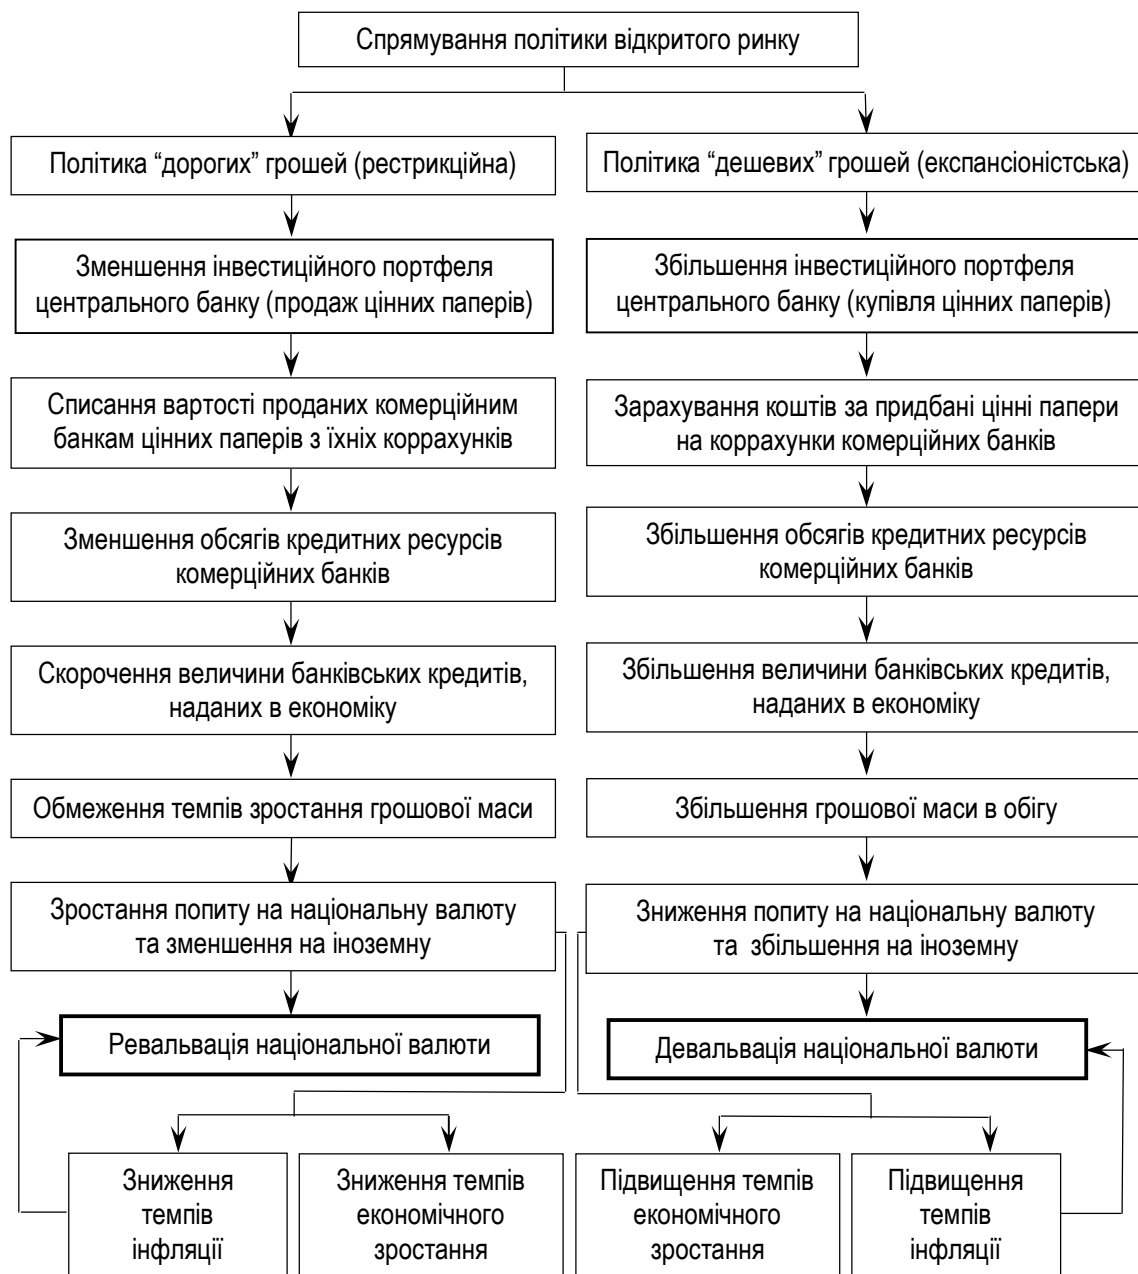 Спрямування політики відкритого ринку
Політика “дорогих” грошей (рестрикційна)
Зменшення інвестиційного портфеля
центрального банку (продаж цінних паперів)
Списання вартості проданих комерційним
банкам цінних паперів з їхніх коррахунків
Зменшення обсягів кредитних ресурсів
комерційних банків
Скорочення величини банківських кредитів,
наданих в економіку
Обмеження темпів зростання грошової маси
Зростання попиту на національну валюту
та зменшення на іноземну
Ревальвація національної валюти
Зниження
темпів
інфляції
Зниження темпів
економічного
зростання
Політика “дешевих” грошей (експансіоністська)
Збільшення інвестиційного портфеля
центрального банку (купівля цінних паперів)
Зарахування коштів за придбані цінні папери
на коррахунки комерційних банків
Збільшення обсягів кредитних ресурсів
комерційних банків
Збільшення величини банківських кредитів,
наданих в економіку
Збільшення грошової маси в обігу
Зниження попиту на національну валюту
та збільшення на іноземну
Девальвація національної валюти
Підвищення темпів
економічного
зростання
Підвищення
темпів
інфляції